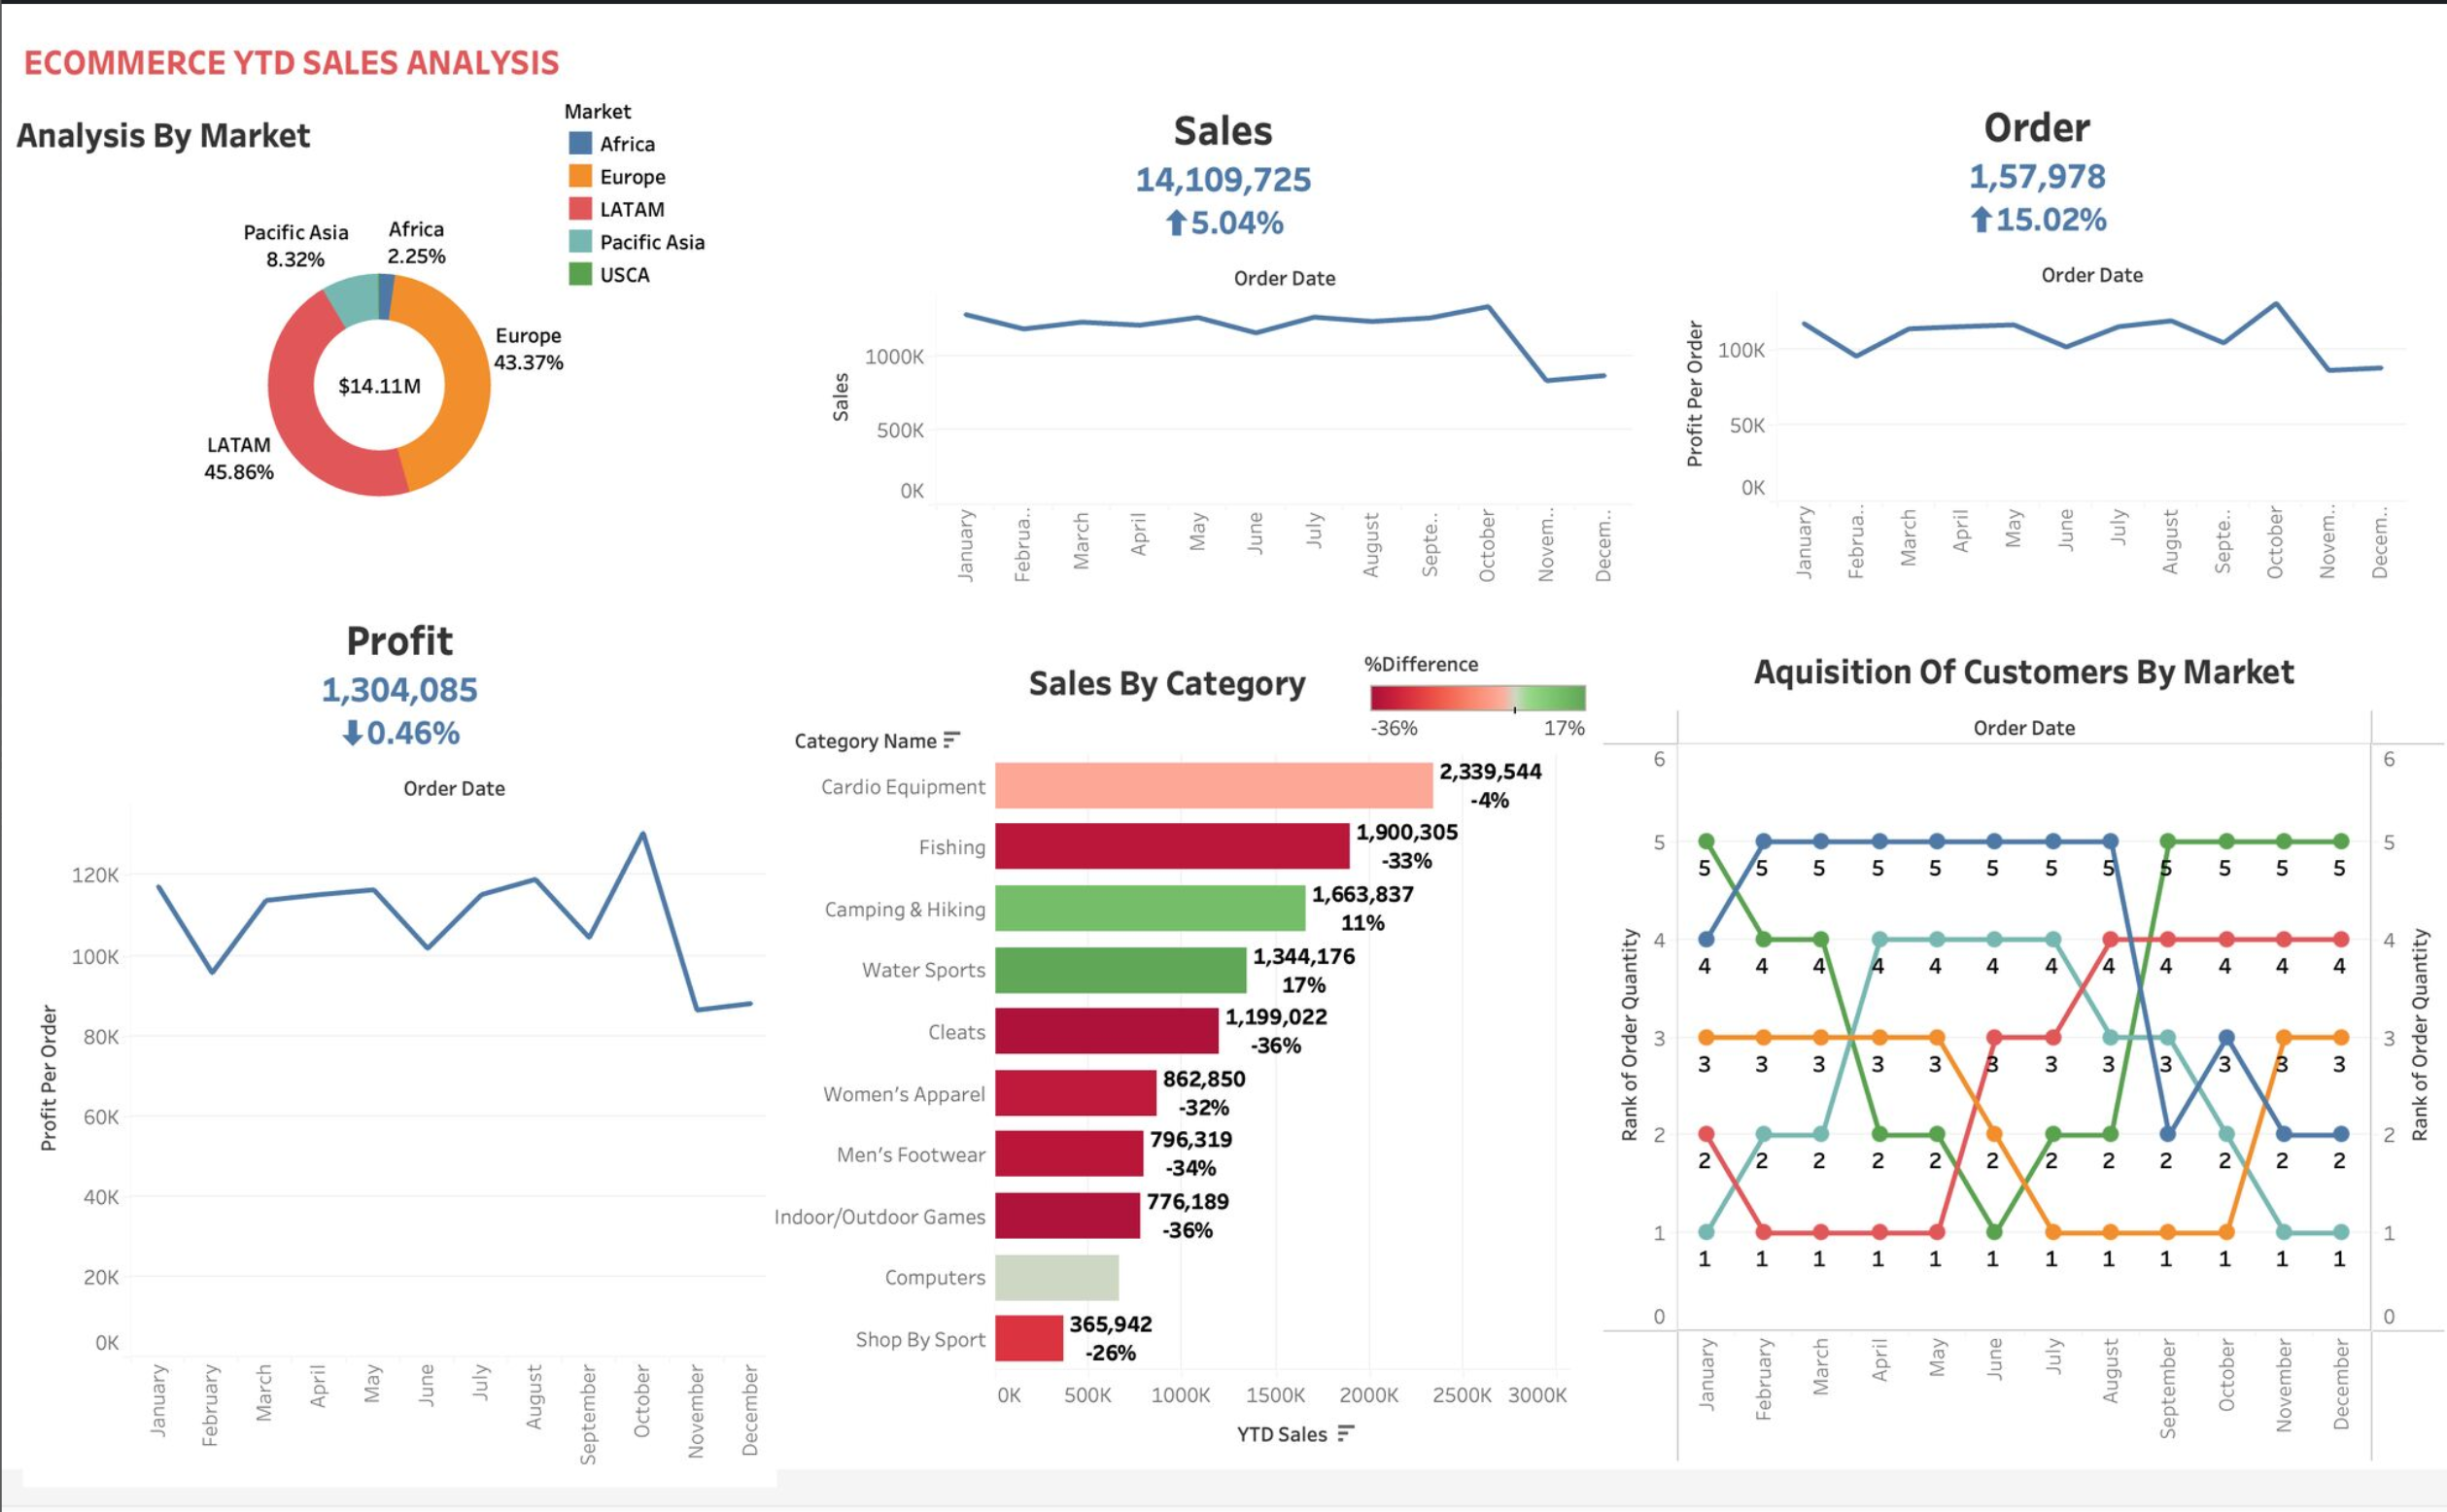 ECOMMERCE YTD SALES ANALYSIS
Analysis By Market
Market
Africa
Europe
LATAM
Pacific Asia
USCA
Pacific Asia
8.32%
Africa
2.25%
Europe
43.37%
$14.11M
LATAM
45.86%
Sales
14,109,725
⬆5.04%
Order Date
Sales
1000K
500K
0K
January
Februa..
March
April
May
June
July
August
Septe..
October
Novem..
Decem..
Order
1,57,978
⬆15.02%
Order Date
Profit Per Order
100K
50K
0K
January
Februa..
March
April
May
June
July
August
Septe..
October
Novem..
Decem..
Profit
1,304,085
⬇0.46%
Order Date
Profit Per Order
120K
100K
80K
60K
40K
20K
0K
January
February
March
April
May
June
July
August
September
October
November
December
Sales By Category
%Difference
-36% 17%
Category Name
Cardio Equipment
2,339,544
-4%
Fishing
1,900,305
-33%
Camping & Hiking
1,663,837
11%
Water Sports
1,344,176
17%
Cleats
1,199,022
-36%
Women's Apparel
862,850
-32%
Men's Footwear
796,319
-34%
Indoor/Outdoor Games
776,189
-36%
Computers
Shop By Sport
365,942
-26%
0K 500K 1000K 1500K 2000K 2500K 3000K
YTD Sales
Aquisition Of Customers By Market
Order Date
Rank of Order Quantity
6 6
5 5
5 5 5 5 5 5 5 5 5 5 5 5
4 4
4 4 4 4 4 4 4 4 4 4 4 4
3 3
3 3 3 3 3 3 3 3 3 3 3 3
2 2
2 2 2 2 2 2 2 2 2 2 2 2
1 1
1 1 1 1 1 1 1 1 1 1 1 1
0 0
Rank of Order Quantity
January
February
March
April
May
June
July
August
September
October
November
December